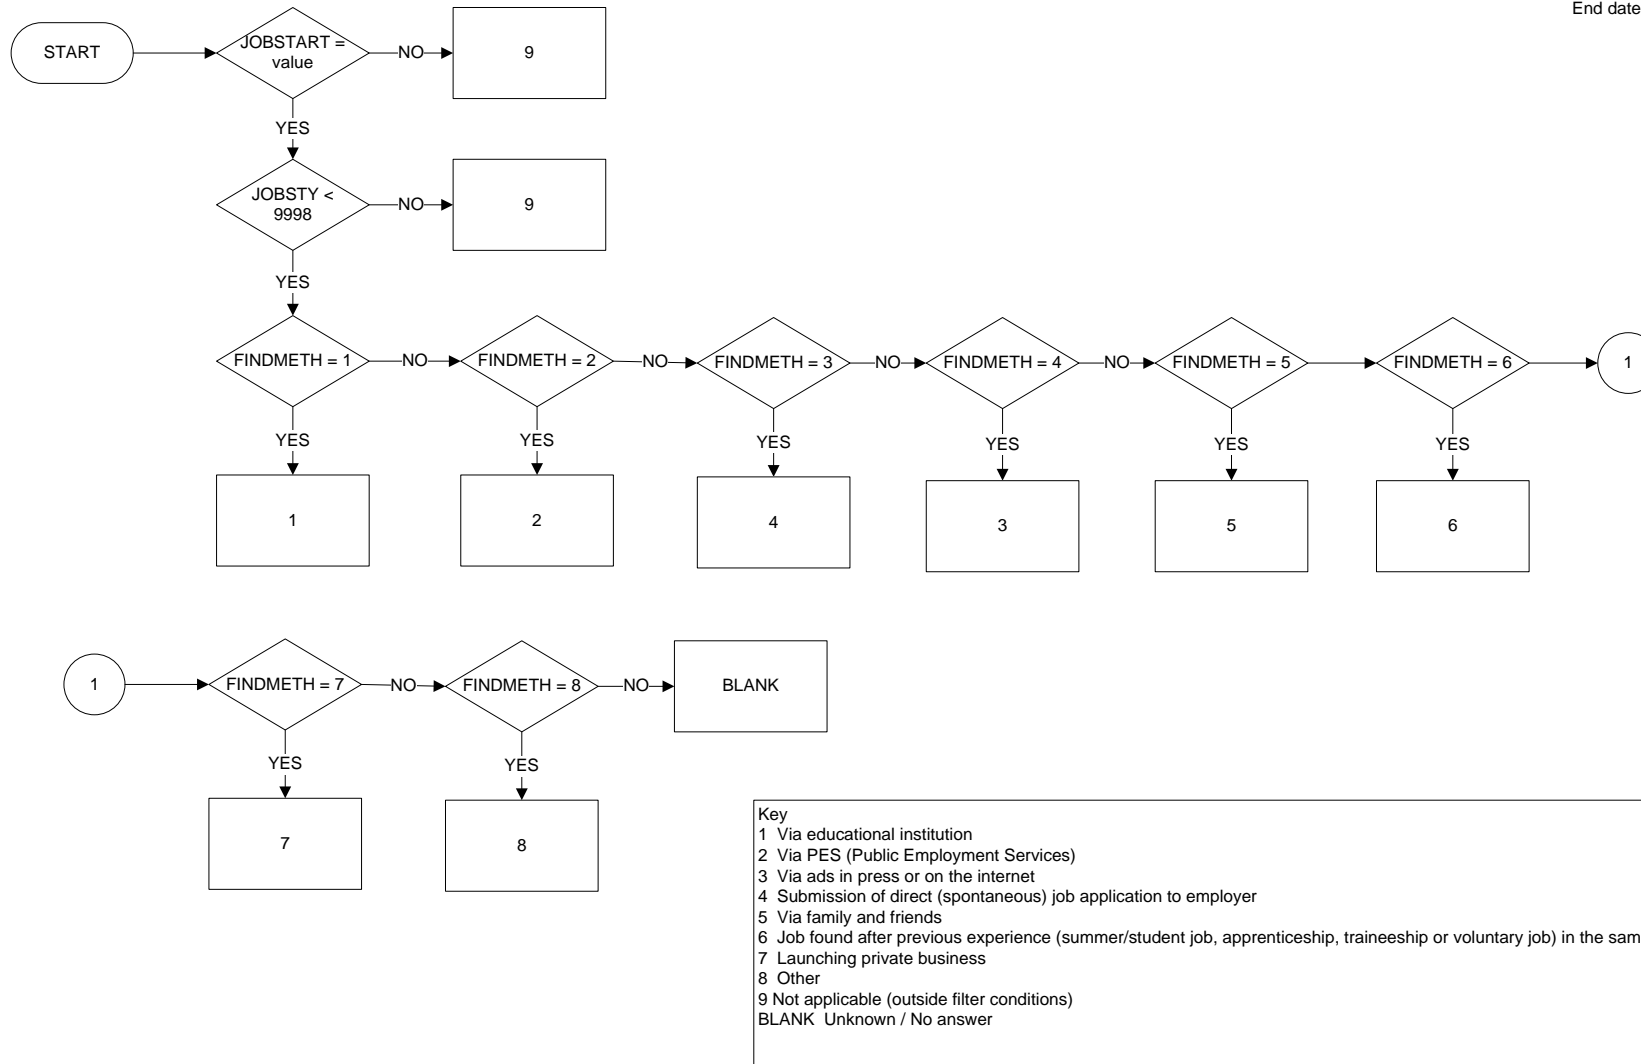 End date
START
JOBSTART =
value
NO
9
YES
JOBSTY <
9998
NO
9
YES
FINDMETH = 1
NO
FINDMETH = 2
NO
FINDMETH = 3
NO
FINDMETH = 4
NO
FINDMETH = 5
FINDMETH = 6
1
YES
YES
YES
YES
YES
YES
1
2
4
3
5
6
1
FINDMETH = 7
NO
FINDMETH = 8
NO
BLANK
YES
YES
7
8
Key
1 Via educational institution
2 Via PES (Public Employment Services)
3 Via ads in press or on the internet
4 Submission of direct (spontaneous) job application to employer
5 Via family and friends
6 Job found after previous experience (summer/student job, apprenticeship, traineeship or voluntary job) in the sam
7 Launching private business
8 Other
9 Not applicable (outside filter conditions)
BLANK Unknown / No answer